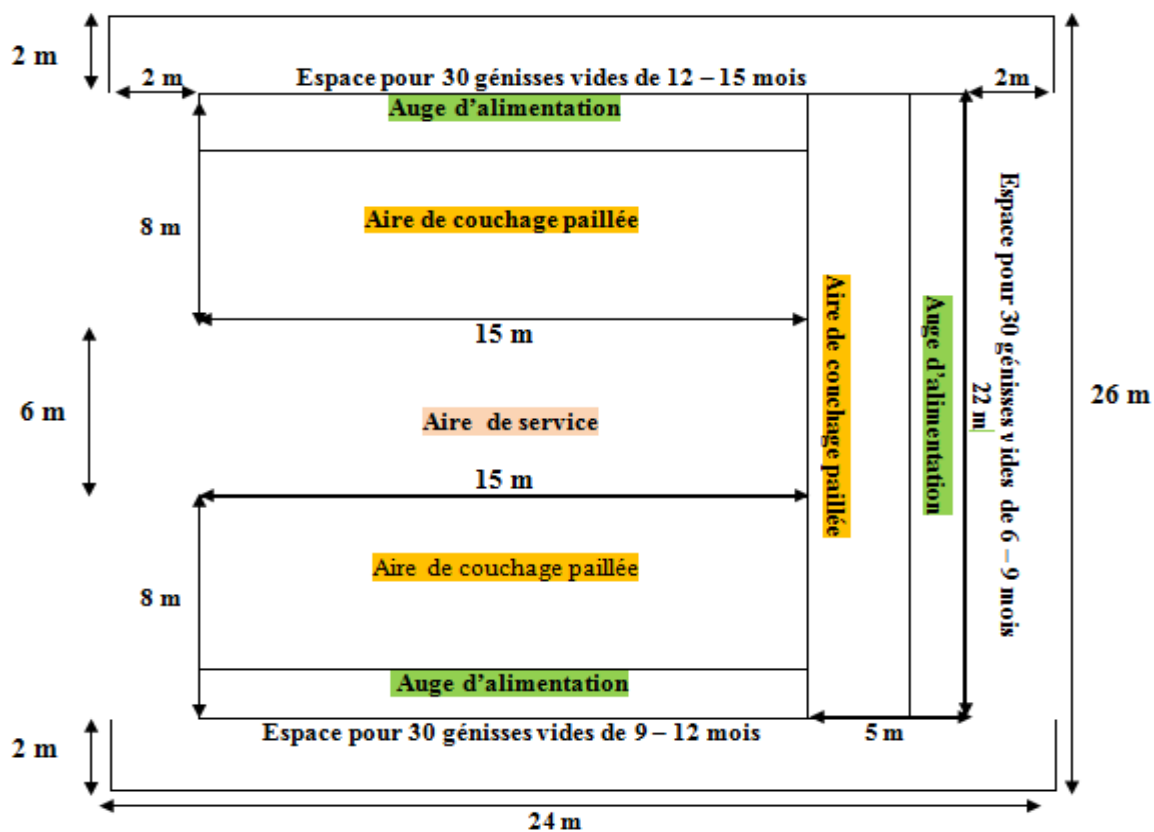 2 m
2 m
Espace pour 30 génisses vides de 12 – 15 mois
2m
Auge d’alimentation
8 m
Aire de couchage paillée
15 m
6 m
Aire de service
15 m
Aire de couchage paillée
8 m
Auge d’alimentation
Espace pour 30 génisses vides de 9 – 12 mois
2 m
5 m
24 m
Aire de couchage paillée
Auge d’alimentation
22 m
Espace pour 30 génisses vides de 6 – 9 mois
26 m